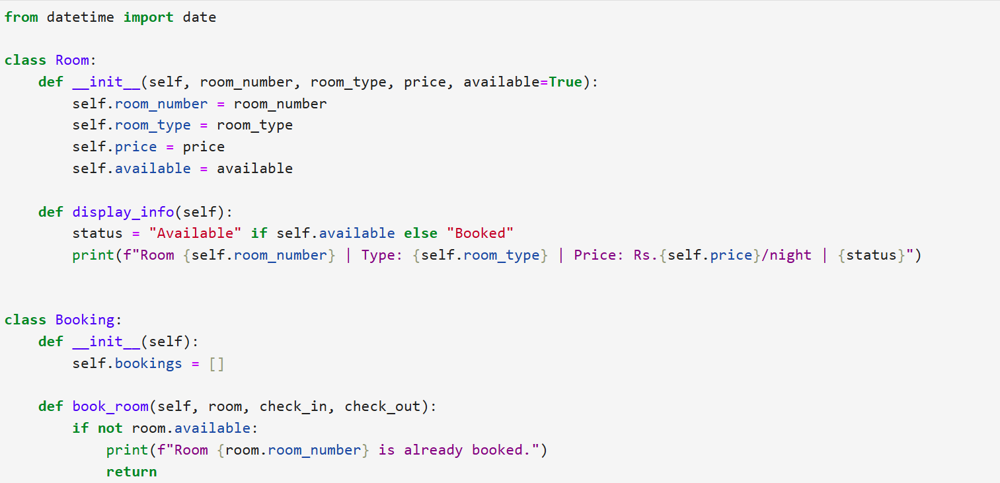 from datetime import date
class Room:
    def __init__(self, room_number, room_type, price, available=True):
        self.room_number = room_number
        self.room_type = room_type
        self.price = price
        self.available = available
    def display_info(self):
        status = "Available" if self.available else "Booked"
        print(f"Room {self.room_number} | Type: {self.room_type} | Price: Rs.{self.price}/night | {status}")
class Booking:
    def __init__(self):
        self.bookings = []
    def book_room(self, room, check_in, check_out):
        if not room.available:
            print(f"Room {room.room_number} is already booked.")
            return